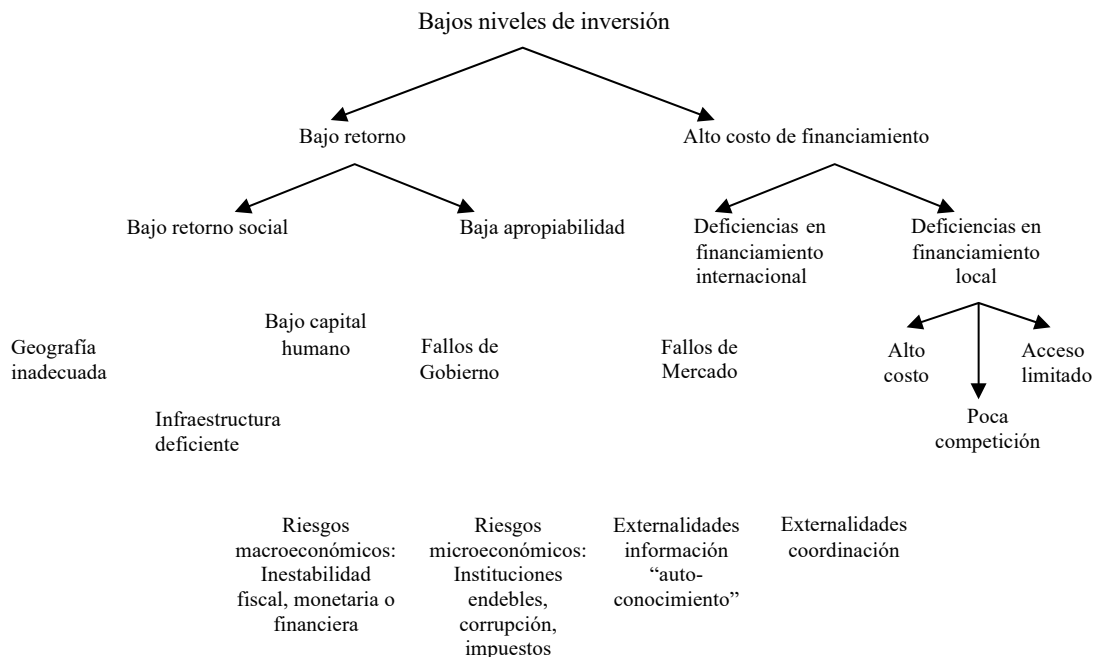 Bajos niveles de inversión
Bajo retorno
Alto costo de financiamiento
Bajo retorno social
Baja apropiabilidad
Deficiencias en
financiamiento
internacional
Deficiencias en
financiamiento
local
Geografía
inadecuada
Infraestructura
deficiente
Bajo capital
humano
Fallos de
Gobierno
Fallos de
Mercado
Alto
costo
Poca
competición
Acceso
limitado
Riesgos
macroeconómicos:
Inestabilidad
fiscal, monetaria o
financiera
Riesgos
microeconómicos:
Instituciones
endebles,
corrupción,
impuestos
Externalidades
información
“auto-
conocimiento”
Externalidades
coordinación